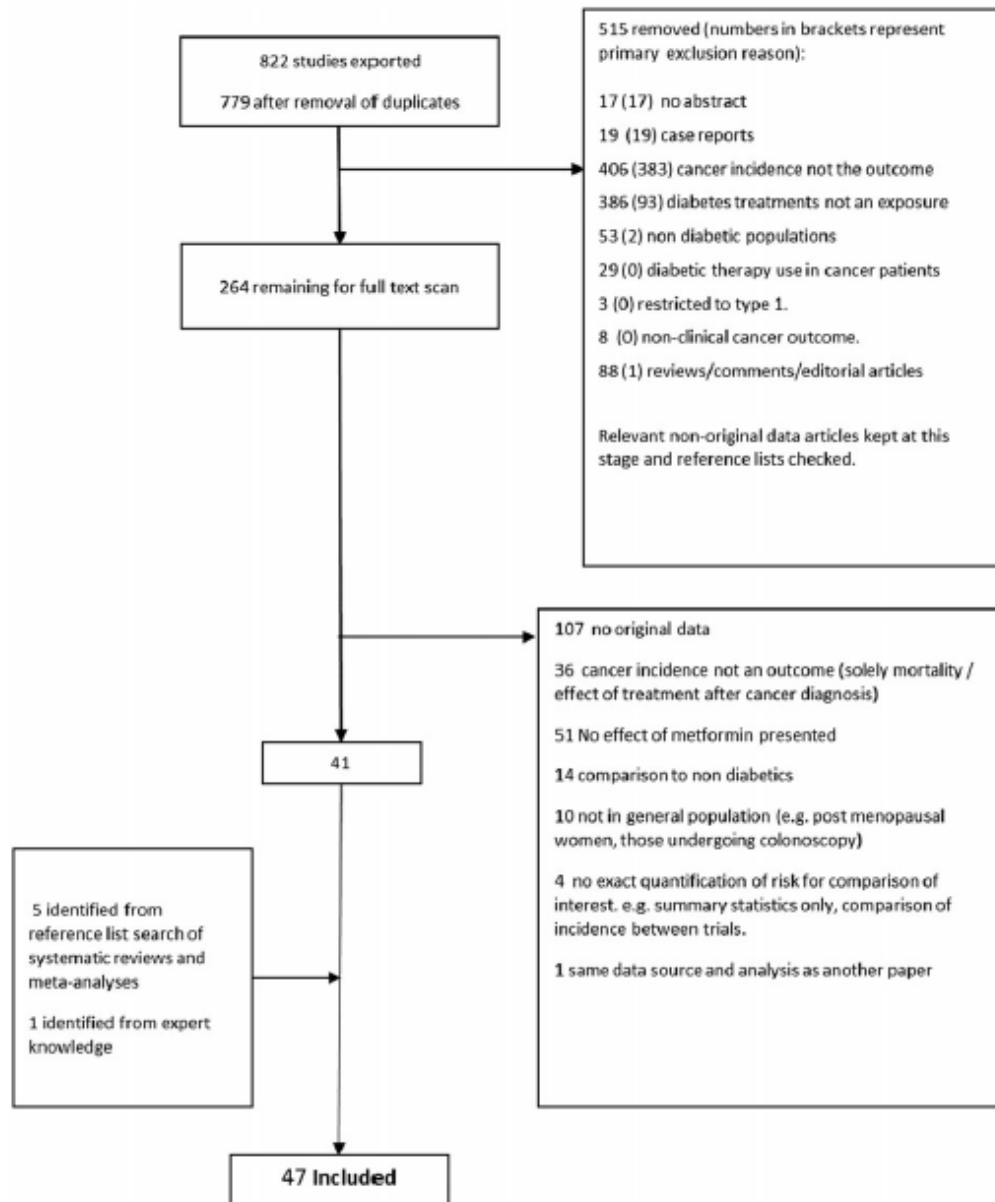 822 studies exported
779 after removal of duplicates
515 removed (numbers in brackets represent
primary exclusion reason):
17 (17) no abstract
19 (19) case reports
406 (383) cancer incidence not the outcome
386 (93) diabetes treatments not an exposure
53 (2) non diabetic populations
29 (0) diabetic therapy use in cancer patients
3 (0) restricted to type 1.
8 (0) non-clinical cancer outcome.
88 (1) reviews/comments/editorial articles
Relevant non-original data articles kept at this
stage and reference lists checked.
264 remaining for full text scan
107 no original data
36 cancer incidence not an outcome (solely mortality /
effect of treatment after cancer diagnosis)
51 No effect of metformin presented
14 comparison to non diabetics
10 not in general population (e.g. post menopausal
women, those undergoing colonoscopy)
4 no exact quantification of risk for comparison of
interest. e.g. summary statistics only, comparison of
incidence between trials.
1 same data source and analysis as another paper
41
5 identified from
reference list search of
systematic reviews and
meta-analyses
1 identified from expert
knowledge
47 Included